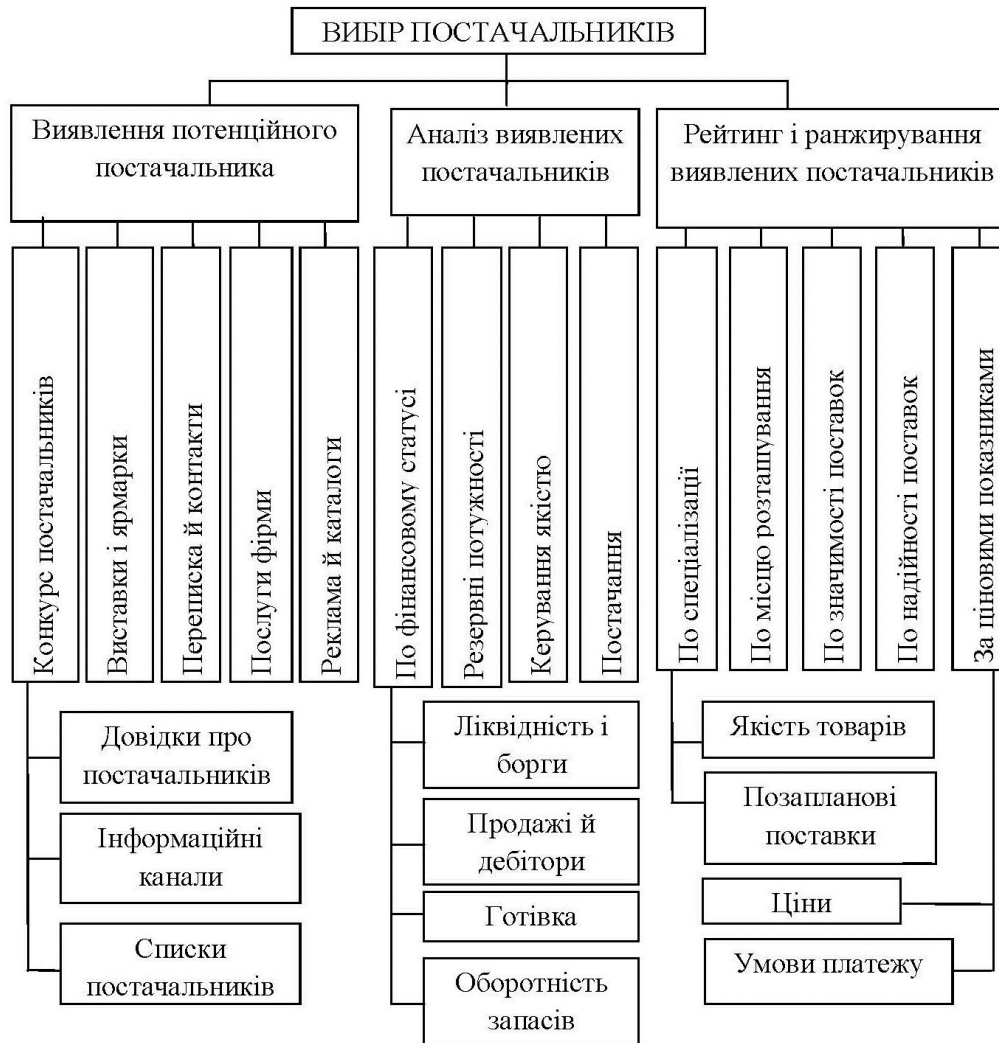 ВИБІР ПОСТАЧАЛЬНИКІВ
Виявлення потенційного
постачальника
Аналіз виявлених
постачальників
Рейтинг і ранжирування
виявлених постачальників
Конкурс постачальників
Виставки і ярмарки
Переписка й контакти
Послуги фірми
Реклама й каталоги
По фінансовому статусі
Резервні потужності
Керування якістю
Постачання
По спеціалізації
По місцю розташування
По значимості поставок
По надійності поставок
За ціновими показниками
Довідки про
постачальників
Інформаційні
канали
Списки
постачальників
Ліквідність і
борги
Продажі й
дебітори
Готівка
Оборотність
запасів
Якість товарів
Позапланові
поставки
Ціни
Умови платежу